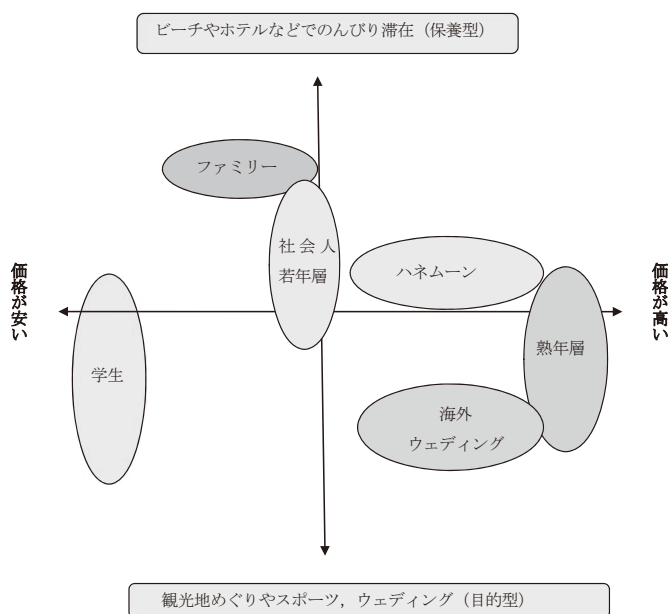 ビーチやホテルなどでのんびり滞在（保養型）
ファミリー
社会人
若年層
ハネムーン
価格が安い
価格が高い
熟年層
学生
海外
ウェディング
観光地めぐりやスポーツ，ウェディング（目的型）